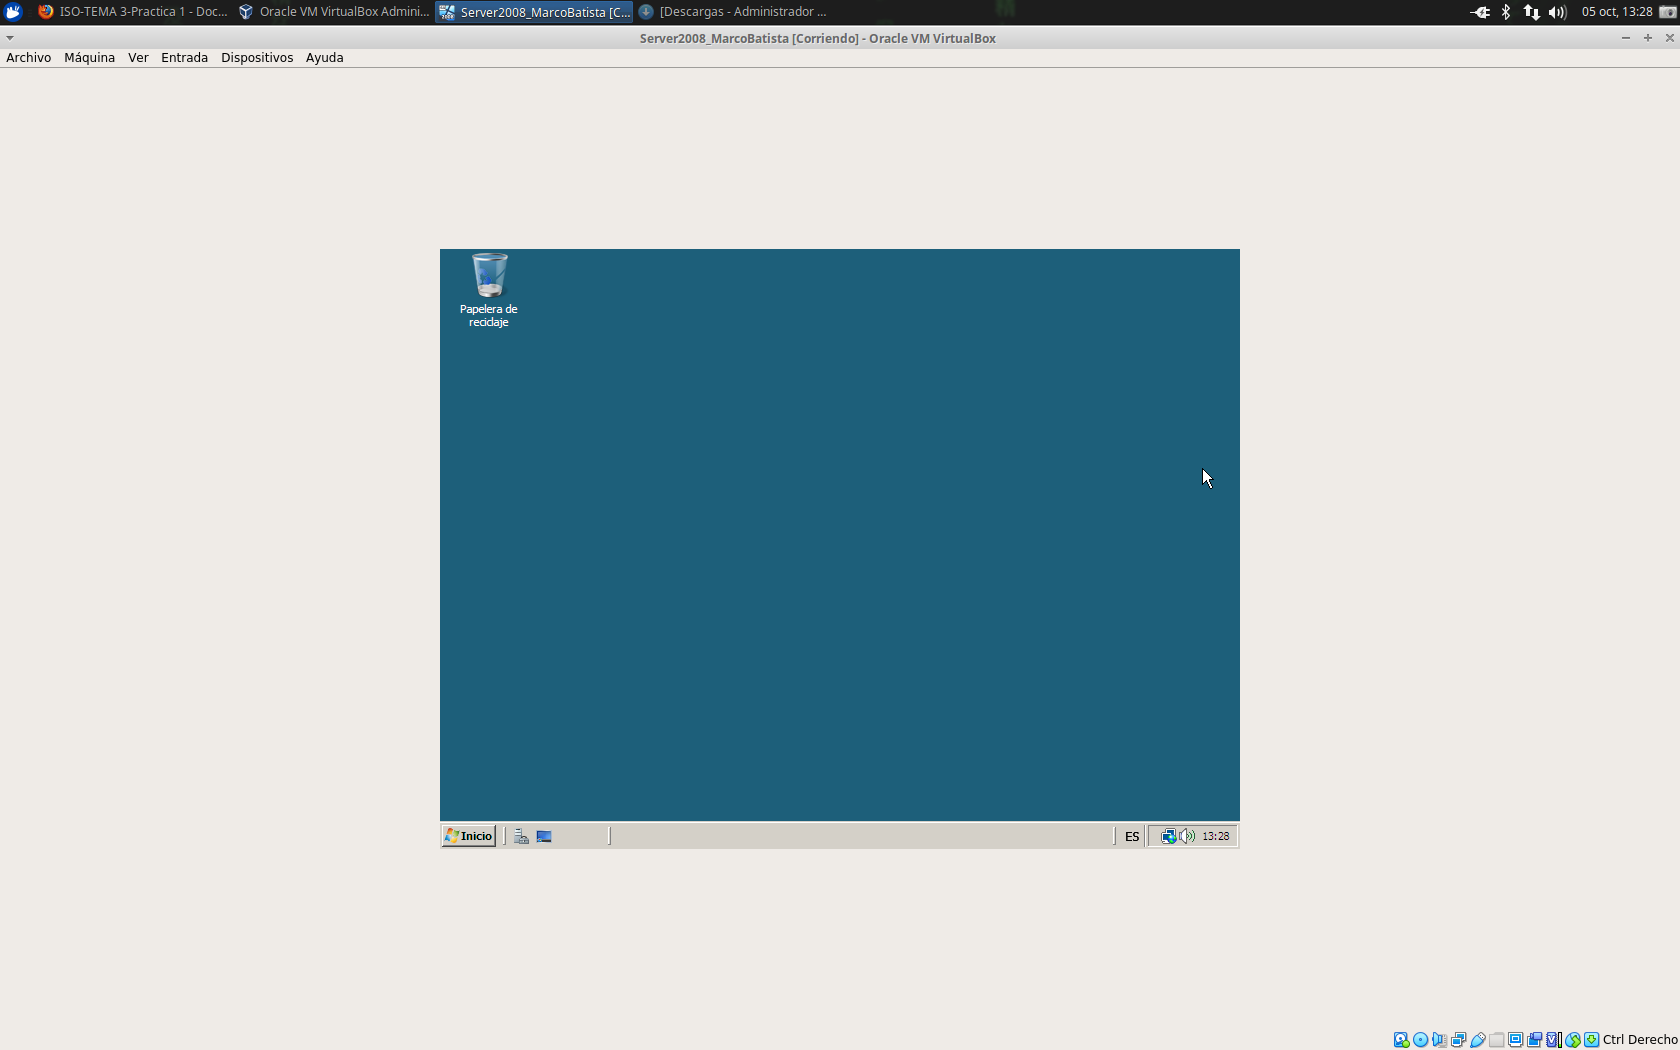 ISO-TEMA 3-Practica 1 - Doc...
Oracle VM VirtualBox Admini...
Server2008_MarcoBatista [C...
[Descargas - Administrador ...
05 oct, 13:28
Server2008_MarcoBatista [Corriendo] - Oracle VM VirtualBox
Archivo Máquina Ver Entrada Dispositivos Ayuda
Papelera de
reciclaje
Inicio
ES
13:28
Ctrl Derecho